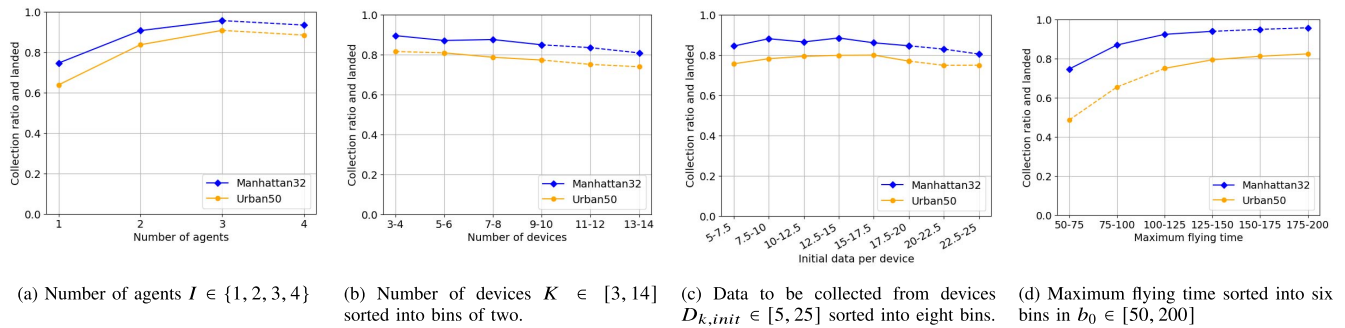 1.0
0.8
0.6
0.4
0.2
0.0
Collection ratio and landed
1 2 3 4
Number of agents
Manhattan32
Urban50
(a) Number of agents I ∈ {1, 2, 3, 4}
1.0
0.8
0.6
0.4
0.2
0.0
Collection ratio and landed
3-4 5-6 7-8 9-10 11-12 13-14
Number of devices
Manhattan32
Urban50
(b) Number of devices K ∈ [3, 14]
sorted into bins of two.
1.0
0.8
0.6
0.4
0.2
0.0
Collection ratio and landed
5-7.5 7.5-10 10-12.5 12.5-15 15-17.5 17.5-20 20-22.5 22.5-25
Initial data per device
Manhattan32
Urban50
(c) Data to be collected from devices
D_{k,init} ∈ [5, 25] sorted into eight bins.
1.0
0.8
0.6
0.4
0.2
0.0
Collection ratio and landed
50-75 75-100 100-125 125-150 150-175 175-200
Maximum flying time
Manhattan32
Urban50
(d) Maximum flying time sorted into six
bins in b_0 ∈ [50, 200]